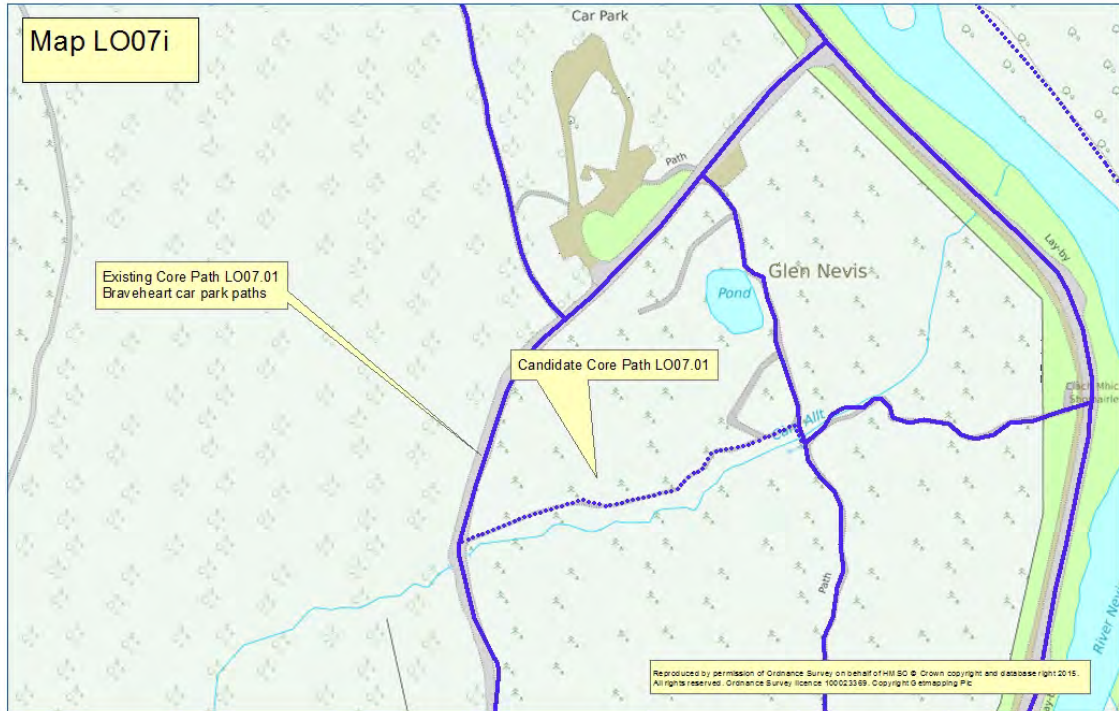 Map LO07i
Car Park
Path
Lay-by
Existing Core Path LO07.01
Braveheart car park paths
Glen Nevis
Pond
Candidate Core Path LO07.01
Allt
Path
River Nevi
Reproduced by permission of Ordnance Survey on behalf of HMSO © Crown copyright and database right 2015.
All rights reserved. Ordnance Survey licence 100023369. Copyright Getmapping Plc